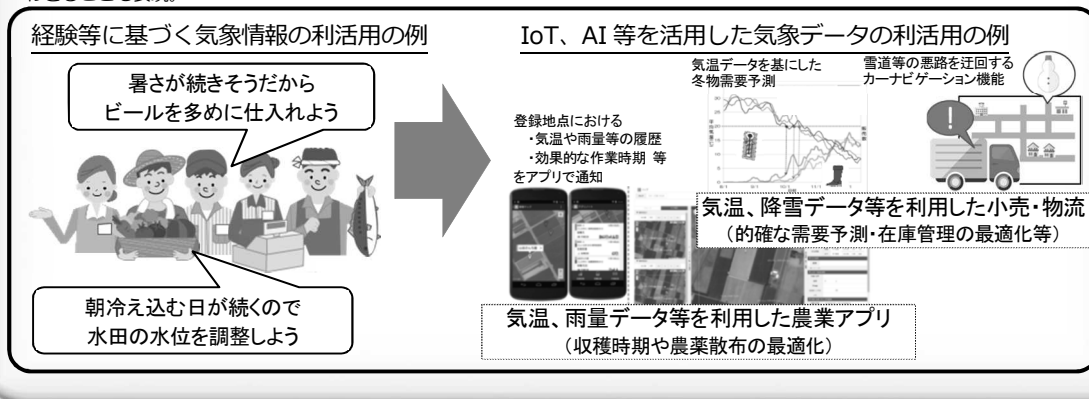 経験等に基づく気象情報の利活用の例
暑さが続きそうだから
ビールを多めに仕入れよう
朝冷え込む日が続くので
水田の水位を調整しよう
IoT、AI 等を活用した気象データの利活用の例
登録地点における
・気温や雨量等の履歴
・効果的な作業時期 等
をアプリで通知
気温データを基にした
冬物需要予測
雪道等の悪路を迂回する
カーナビゲーション機能
!
気温、降雪データ等を利用した小売・物流
（的確な需要予測・在庫管理の最適化等）
気温、雨量データ等を利用した農業アプリ
（収穫時期や農薬散布の最適化）